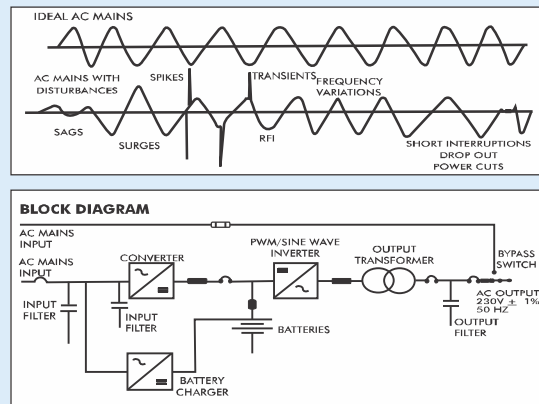 IDEAL AC MAINS
AC MAINS WITH
DISTURBANCES
SPIKES
TRANSIENTS
FREQUENCY
VARIATIONS
SAGS
SURGES
RFI
SHORT INTERRUPTIONS
DROP OUT
POWER CUTS
BLOCK DIAGRAM
AC MAINS
INPUT
AC MAINS
INPUT
CONVERTER
PWM/SINE WAVE
INVERTER
OUTPUT
TRANSFORMER
BYPASS
SWITCH
INPUT
FILTER
INPUT
FILTER
BATTERIES
AC OUTPUT
230V ± 1%
50 HZ
OUTPUT
FILTER
BATTERY
CHARGER